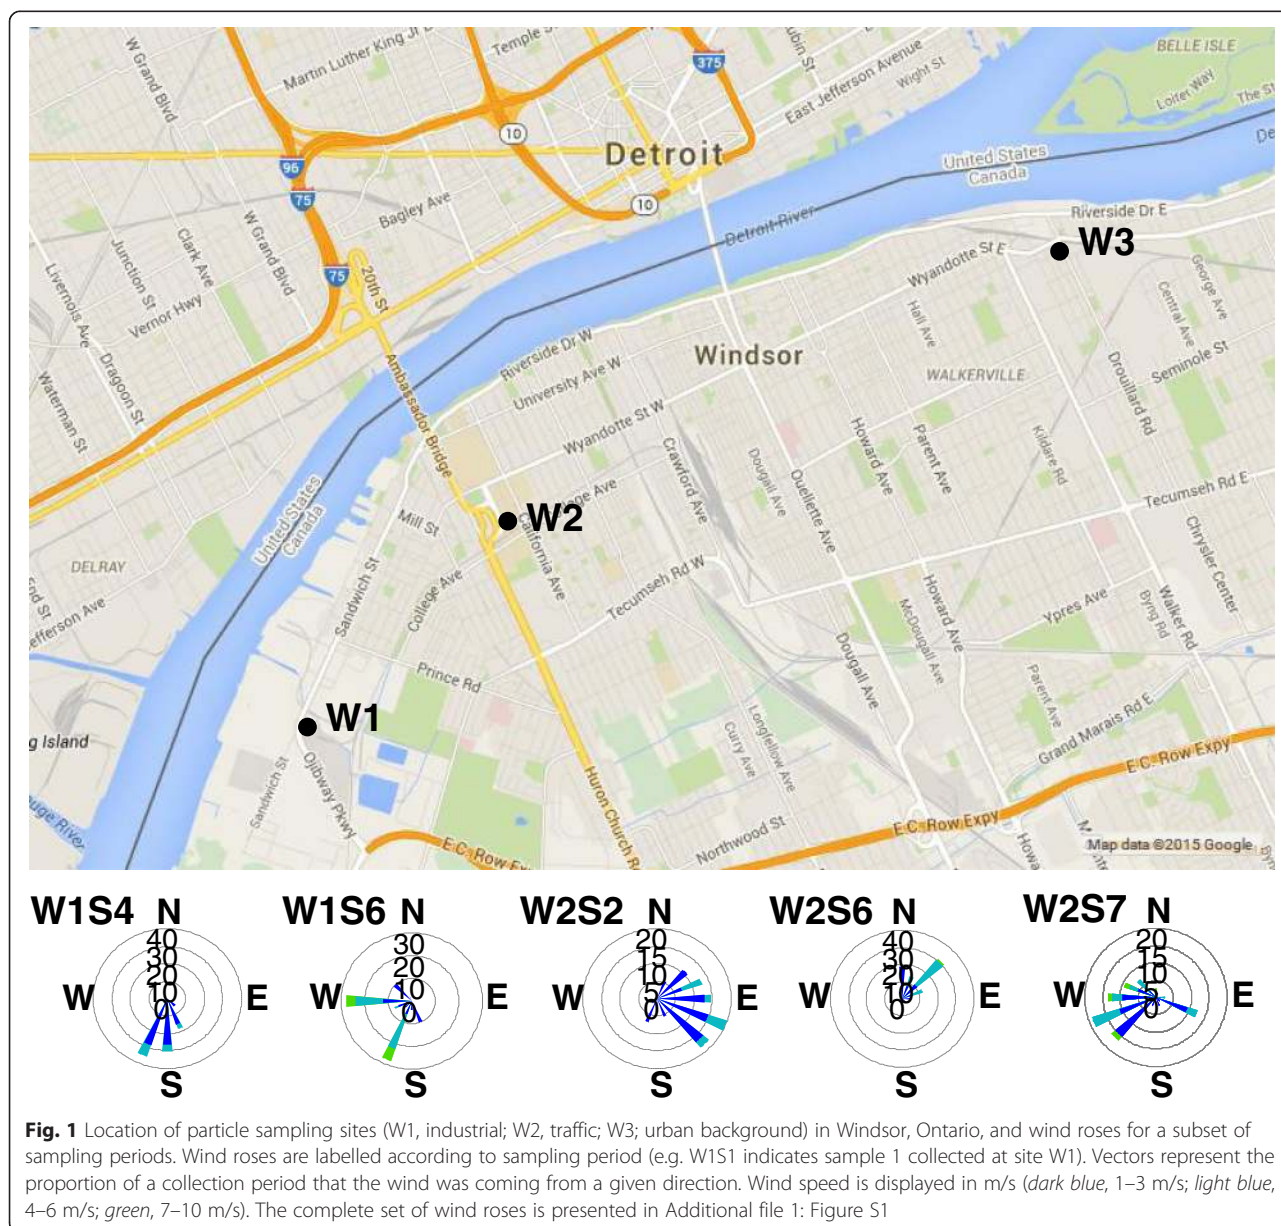 W Grand Blvd
Martin Luther King Jr
Temple
375
East Jefferson Avenue
Wight St
BELLE ISLE
Loiter Way
The St
10
Detroit
United States
Canada
96
75
Bagley Ave
10
Detroit River
Riverside Dr E
W3
Wyandotte St E
Junction St
Clark Ave
W Grand Blvd
75
20th St
Livernois Ave
Vernor Hwy
Dragoon St
Waterman St
Ambassador Bridge
Riverside Dr W
University Ave W
Windsor
Hall Ave
WALKERVILLE
George Ave
Central Ave
Drouillard Rd
Seminole St
Wyandotte St W
Crawford Ave
Dougall Ave
Ouellette Ave
Howard Ave
Parent Ave
Kildare Rd
Tecumseh Rd E
United States
Canada
Mill St
W2
California Ave
DELRAY
Sandwich St
College Ave
Tecumseh Rd W
Howard Ave
McDougall Ave
Ypres Ave
Byng Rd
Walker Rd
Chrysler Center
efferson Ave
Prince Rd
Dougall Ave
Parent Ave
Grand Marais Rd E
W1
g Island
Curry Ave
Longfellow Ave
Sandwich St
Ojibway Pkwy
Huron Church R
E C Row Expy
E C Row Expy
E C Row Ex
Northwood St
Howa
uge River
Map data ©2015 Google
W1S4 N
40
30
20
10
0
W E
S
W1S6 N
30
20
10
0
W E
S
W2S2 N
20
15
10
5
0
W E
S
W2S6 N
40
30
20
10
0
W E
S
W2S7 N
20
15
10
5
0
W E
S
Fig. 1 Location of particle sampling sites (W1, industrial; W2, traffic; W3; urban background) in Windsor, Ontario, and wind roses for a subset of
sampling periods. Wind roses are labelled according to sampling period (e.g. W1S1 indicates sample 1 collected at site W1). Vectors represent the
proportion of a collection period that the wind was coming from a given direction. Wind speed is displayed in m/s (dark blue, 1–3 m/s; light blue,
4–6 m/s; green, 7–10 m/s). The complete set of wind roses is presented in Additional file 1: Figure S1